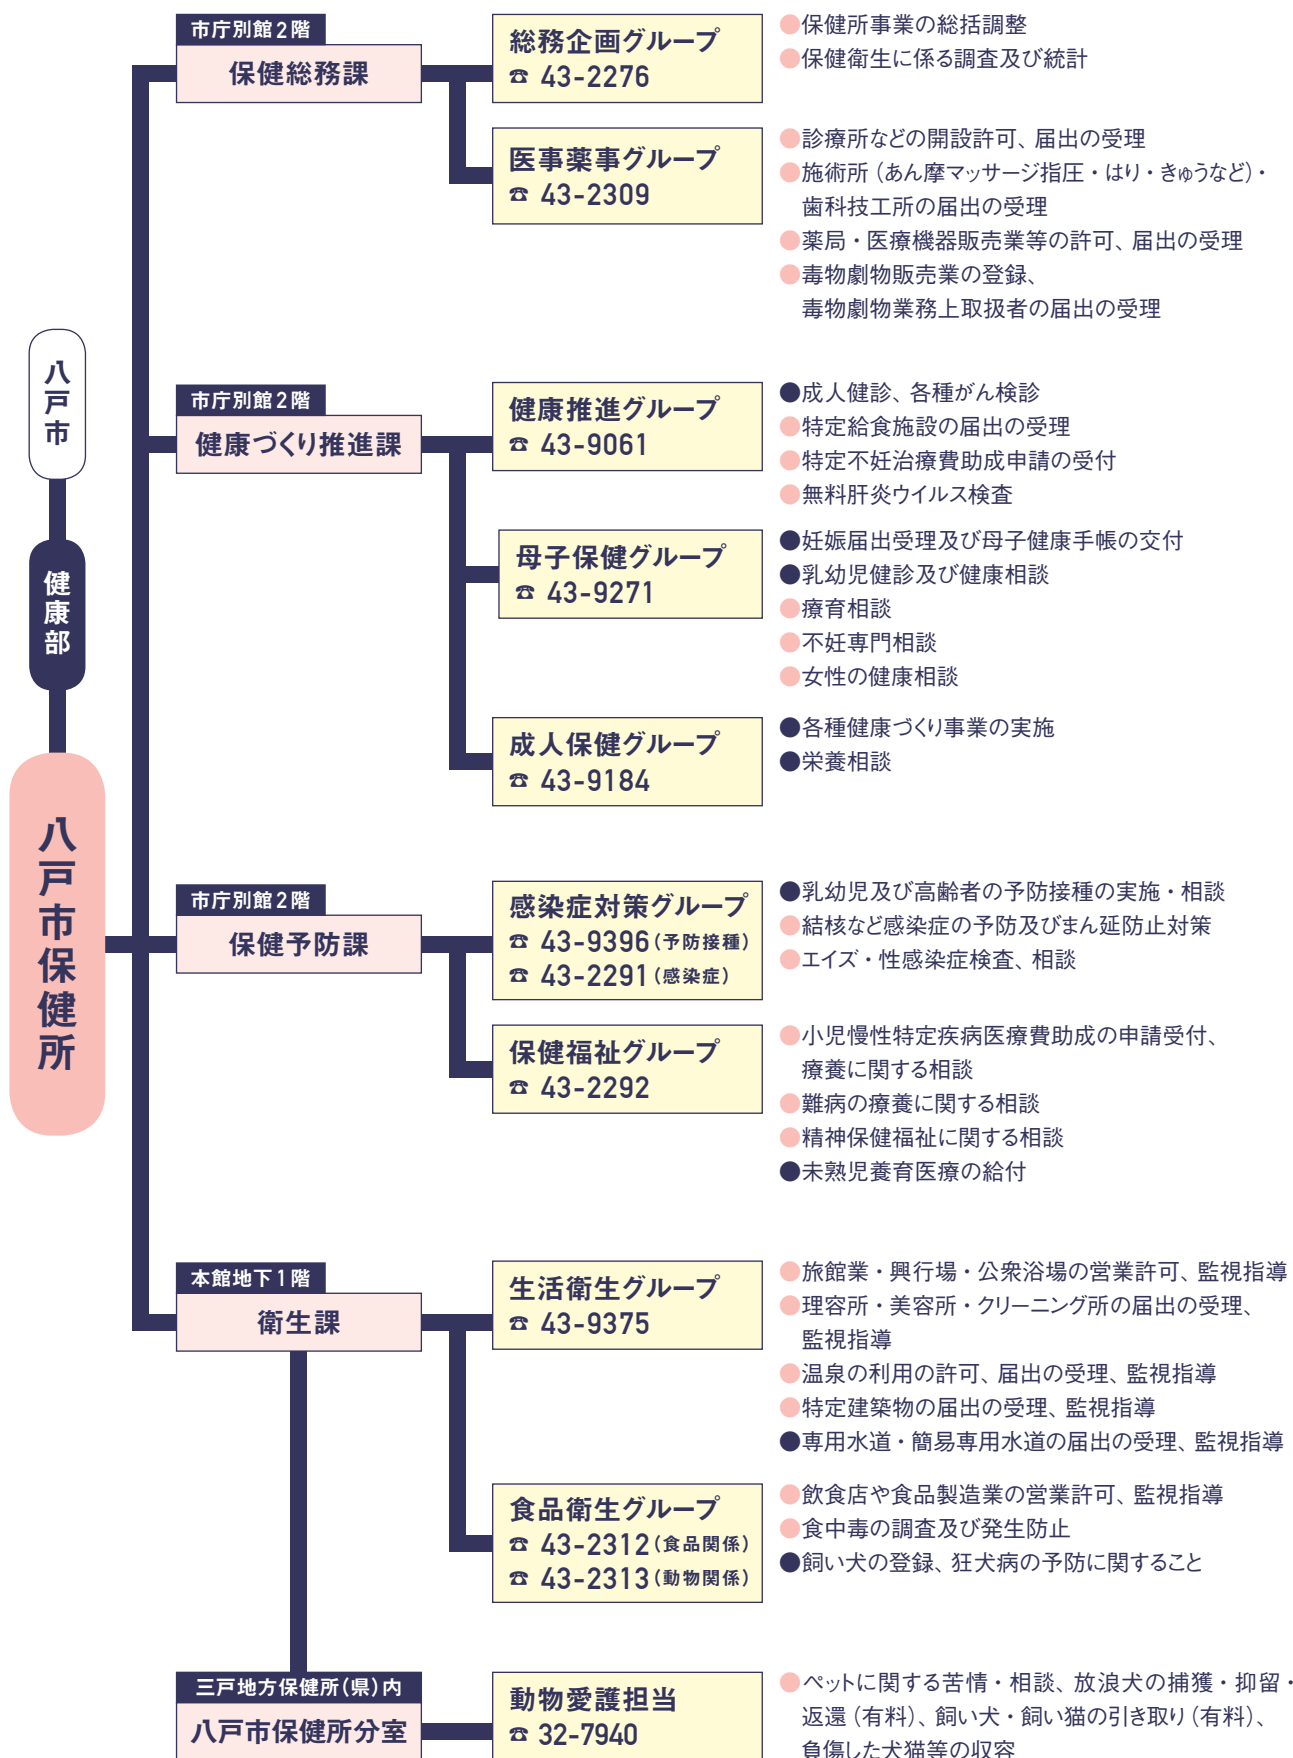 八戸市
健康部
八戸市保健所
市庁別館2階
保健総務課
総務企画グループ
☎ 43-2276
●保健所事業の総括調整
●保健衛生に係る調査及び統計
医事薬事グループ
☎ 43-2309
●診療所などの開設許可、届出の受理
●施術所（あん摩マッサージ指圧・はり・きゅうなど）・
歯科技工所の届出の受理
●薬局・医療機器販売業等の許可、届出の受理
●毒物劇物販売業の登録、
毒物劇物業務上取扱者の届出の受理
市庁別館2階
健康づくり推進課
健康推進グループ
☎ 43-9061
●成人健診、各種がん検診
●特定給食施設の届出の受理
●特定不妊治療費助成申請の受付
●無料肝炎ウイルス検査
母子保健グループ
☎ 43-9271
●妊娠届出受理及び母子健康手帳の交付
●乳幼児健診及び健康相談
●療育相談
●不妊専門相談
●女性の健康相談
成人保健グループ
☎ 43-9184
●各種健康づくり事業の実施
●栄養相談
市庁別館2階
保健予防課
感染症対策グループ
☎ 43-9396（予防接種）
☎ 43-2291（感染症）
●乳幼児及び高齢者の予防接種の実施・相談
●結核など感染症の予防及びまん延防止対策
●エイズ・性感染症検査、相談
保健福祉グループ
☎ 43-2292
●小児慢性特定疾病医療費助成の申請受付、
療養に関する相談
●難病の療養に関する相談
●精神保健福祉に関する相談
●未熟児養育医療の給付
本館地下1階
衛生課
生活衛生グループ
☎ 43-9375
●旅館業・興行場・公衆浴場の営業許可、監視指導
●理容所・美容所・クリーニング所の届出の受理、
監視指導
●温泉の利用の許可、届出の受理、監視指導
●特定建築物の届出の受理、監視指導
●専用水道・簡易専用水道の届出の受理、監視指導
食品衛生グループ
☎ 43-2312（食品関係）
☎ 43-2313（動物関係）
●飲食店や食品製造業の営業許可、監視指導
●食中毒の調査及び発生防止
●飼い犬の登録、狂犬病の予防に関すること
三戸地方保健所（県）内
八戸市保健所分室
動物愛護担当
☎ 32-7940
●ペットに関する苦情・相談、放浪犬の捕獲・抑留・
返還（有料）、飼い犬・飼い猫の引き取り（有料）、
負傷した犬猫等の収容